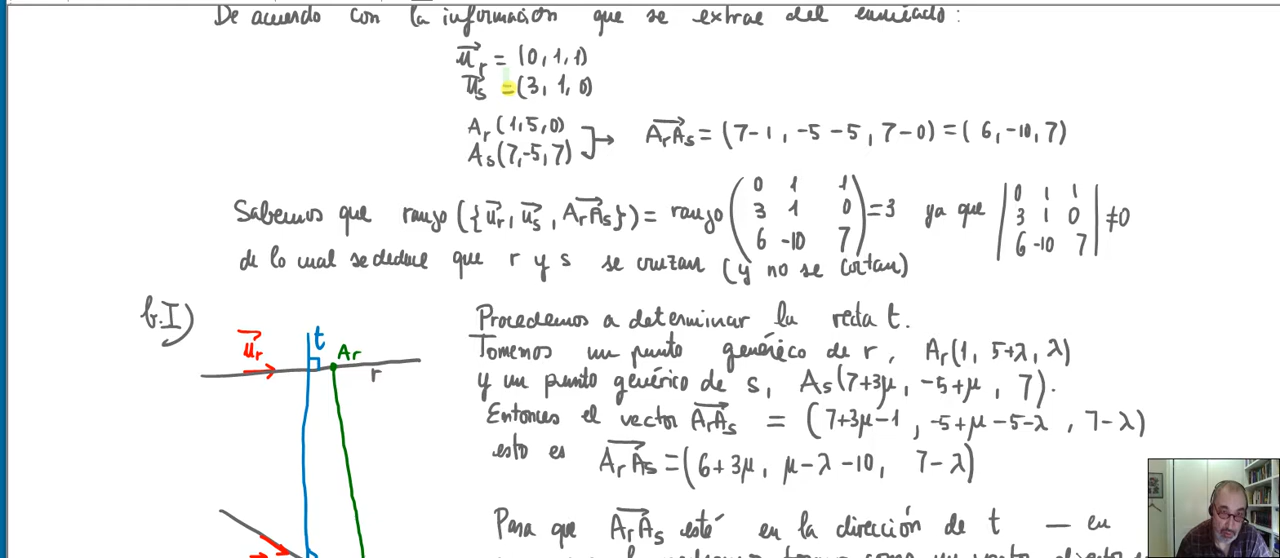 De acuerdo con la información que se extrae del enunciado:
u⃗r = (0, 1, 1)
u⃗s = (3, 1, 0)
Ar (1, 5, 0)
As (7, -5, 7) ] → ArAs = (7-1, -5-5, 7-0) = (6, -10, 7)
Sabemos que rango ({u⃗r, u⃗s, ArAs}) = rango ( 0 1 1 / 3 1 0 / 6 -10 7 ) = 3 ya que | 0 1 1 / 3 1 0 / 6 -10 7 | ≠ 0
de lo cual se deduce que r y s se cruzan (y no se cortan)
b.I)
u⃗r
t
Ar
r
Procedemos a determinar la reda t.
Tomemos un punto genérico de r, Ar (1, 5+λ, λ)
y un punto genérico de s, As (7+3μ, -5+μ, 7).
Entonces el vector ArAs = (7+3μ-1, -5+μ-5-λ, 7-λ)
esto es ArAs = (6+3μ, μ-λ-10, 7-λ)
Para que ArAs esté en la dirección de t — en